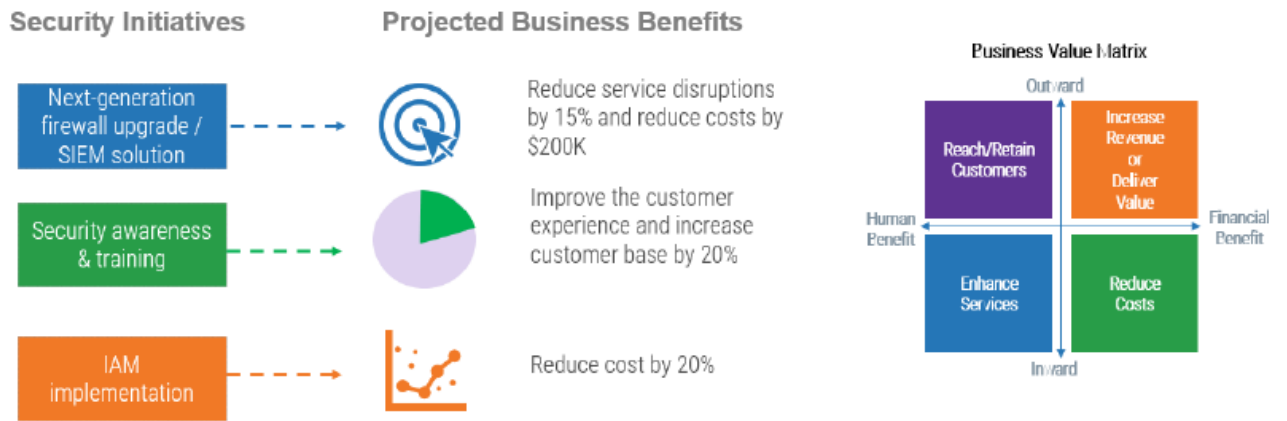 Security Initiatives
Projected Business Benefits
Next-generation
firewall upgrade /
SIEM solution
Reduce service disruptions
by 15% and reduce costs by
$200K
Security awareness
& training
Improve the customer
experience and increase
customer base by 20%
IAM
implementation
Reduce cost by 20%
Business Value Matrix
Outward
Reach/Retain
Customers
Increase
Revenue
or
Deliver
Value
Human
Benefit
Financial
Benefit
Enhance
Services
Reduce
Costs
Inward